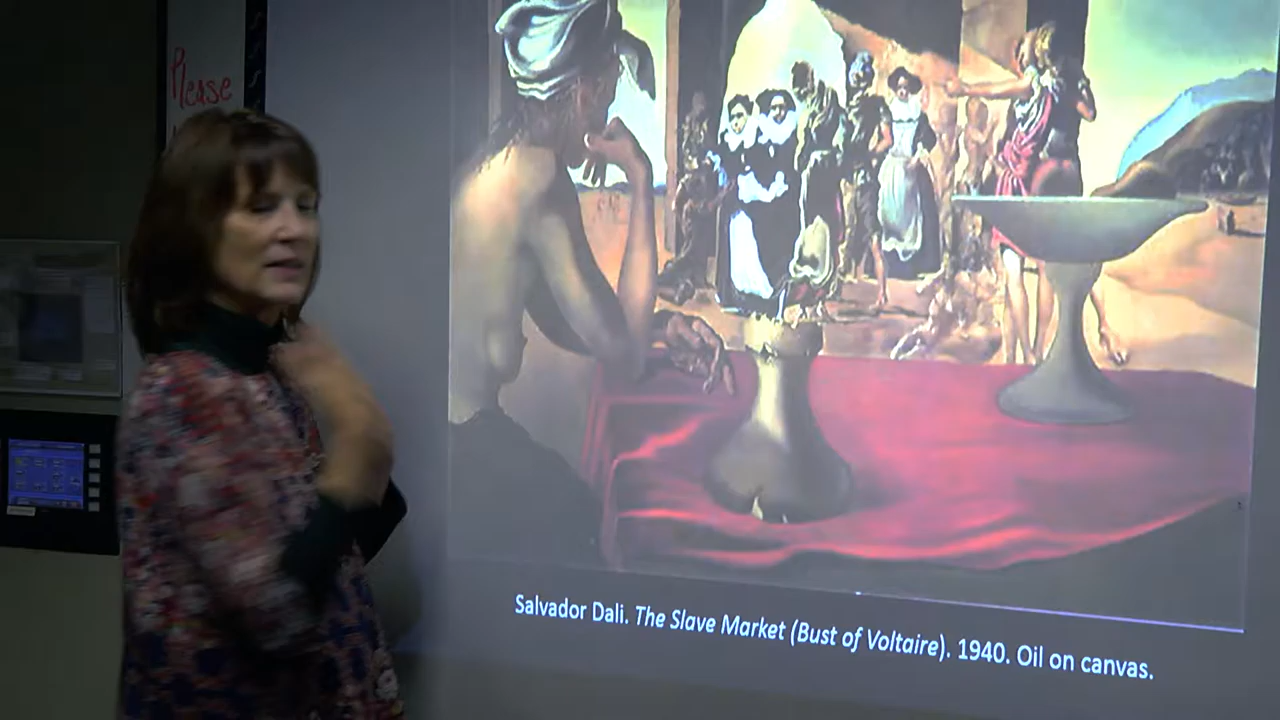 Please
Salvador Dali. The Slave Market (Bust of Voltaire). 1940. Oil on canvas.